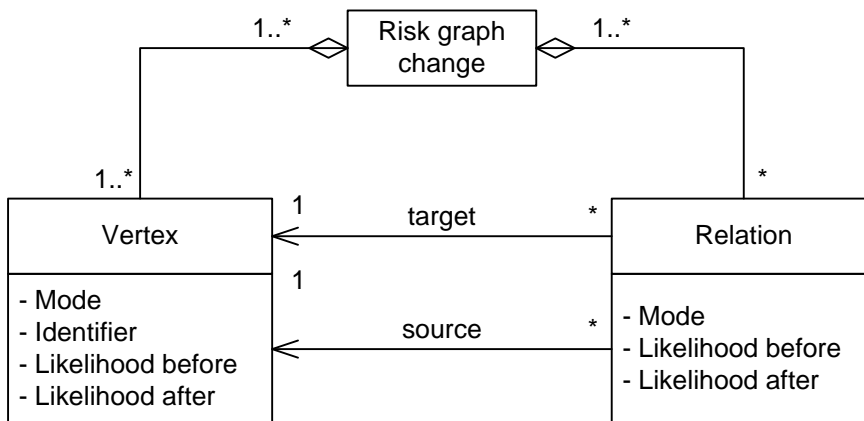 1..*
Risk graph
change
1..*
1..*
*
Vertex
1
target
*
Relation
- Mode
- Identifier
- Likelihood before
- Likelihood after
1
source
*
- Mode
- Likelihood before
- Likelihood after